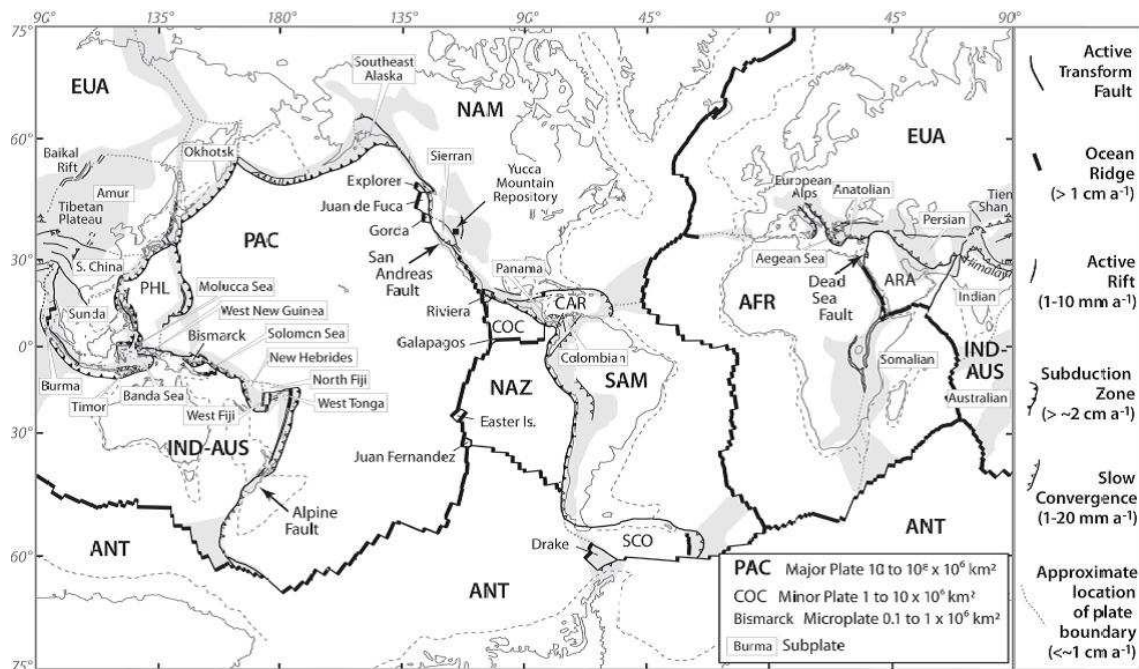 90°
135°
180°
135°
90°
45°
0°
45°
90°
75°
75°
Southeast
Alaska
EUA
NAM
60°
60°
EUA
Okhotsk
Baikal
Rift
Sierran
Yucca
Mountain
Repository
Explorer
European
Alps
Anatolian
Tien
Shan
Amur
Juan de Fuca
Tibetan
Plateau
Gorda
Persian
PAC
San
Andreas
Fault
30°
30°
S. China
Aegean Sea
Himalaya
Panama
Dead
Sea
Fault
ARA
PHL
Molucca Sea
CAR
AFR
Indian
Sunda
West New Guinea
Riviera
COC
Bismarck
Solomon Sea
Galapagos
0°
0°
Colombian
Somalian
IND-
AUS
New Hebrides
NAZ
SAM
Burma
North Fiji
Timor
Banda Sea
West Tonga
Australian
West Fiji
Easter Is.
30°
30°
IND-AUS
Juan Fernandez
Alpine
Fault
ANT
ANT
Drake
SCO
60°
60°
ANT
75°
75°
PAC Major Plate 10 to 10⁸ x 10⁶ km²
COC Minor Plate 1 to 10 x 10⁶ km²
Bismarck Microplate 0.1 to 1 x 10⁶ km²
Burma Subplate
Active
Transform
Fault
Ocean
Ridge
(> 1 cm a⁻¹)
Active
Rift
(1-10 mm a⁻¹)
Subduction
Zone
(> ~2 cm a⁻¹)
Slow
Convergence
(1-20 mm a⁻¹)
Approximate
location
of plate
boundary
(<~1 cm a⁻¹)